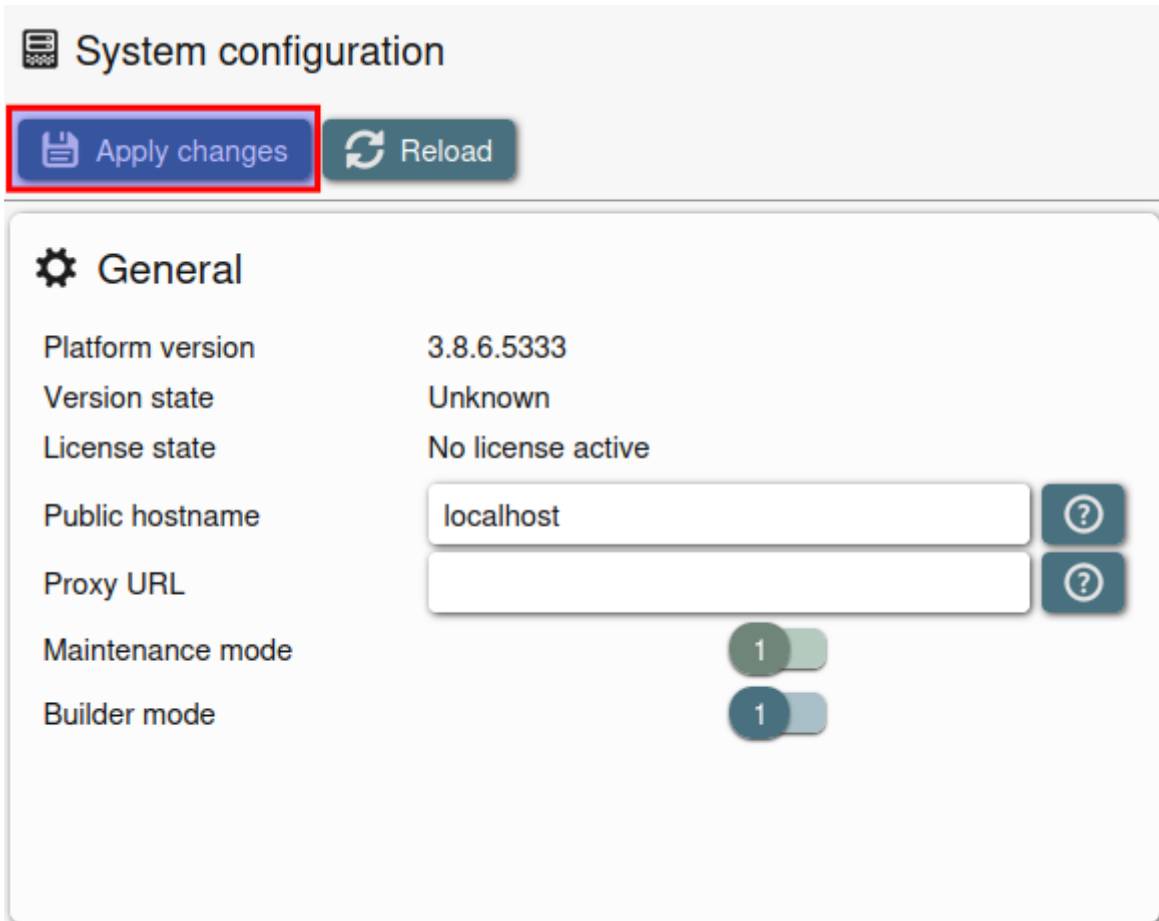 System configuration
Apply changes Reload
General
Platform version 3.8.6.5333
Version state Unknown
License state No license active
Public hostname localhost ?
Proxy URL ?
Maintenance mode 1
Builder mode 1